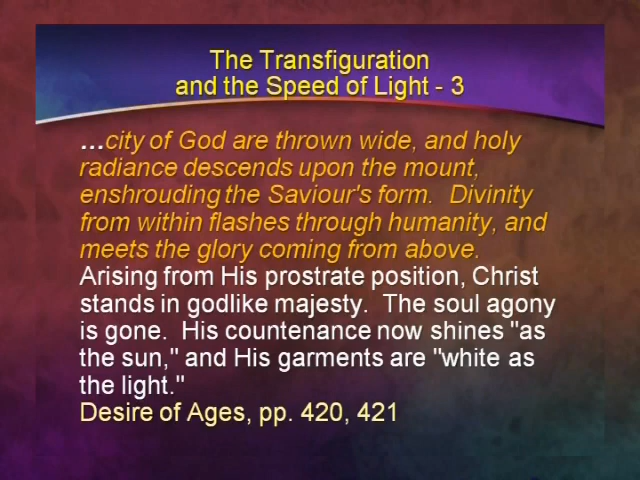 The Transfiguration
and the Speed of Light - 3
...city of God are thrown wide, and holy
radiance descends upon the mount,
enshrouding the Saviour's form.  Divinity
from within flashes through humanity, and
meets the glory coming from above.
Arising from His prostrate position, Christ
stands in godlike majesty.  The soul agony
is gone.  His countenance now shines "as
the sun," and His garments are "white as
the light."
Desire of Ages, pp. 420, 421